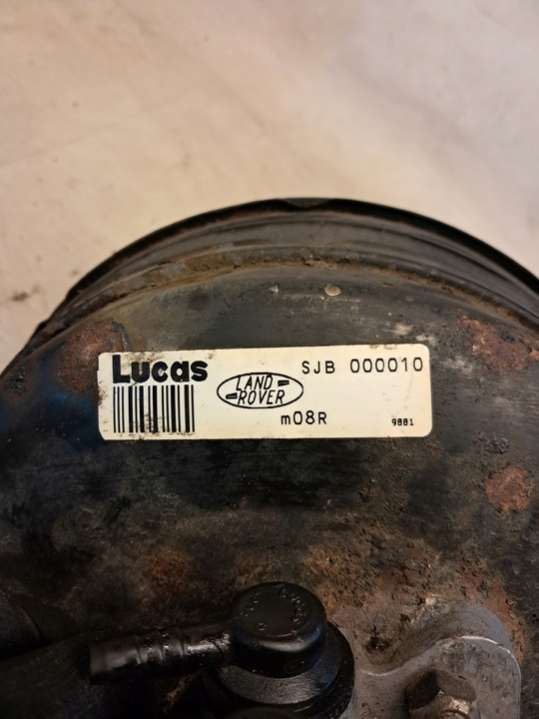 Lucas
LAND
ROVER
SJB 000010
m08R
9881